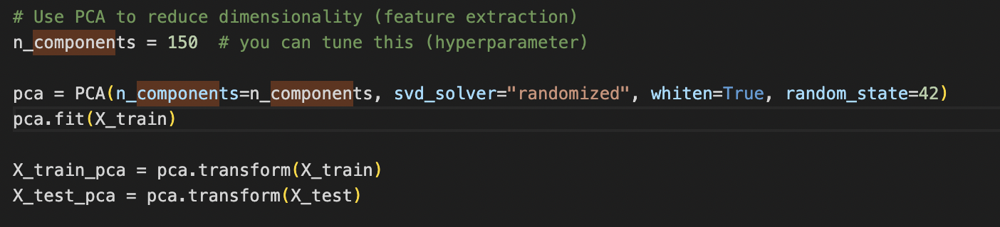 # Use PCA to reduce dimensionality (feature extraction)
n_components = 150  # you can tune this (hyperparameter)
pca = PCA(n_components=n_components, svd_solver="randomized", whiten=True, random_state=42)
pca.fit(X_train)
X_train_pca = pca.transform(X_train)
X_test_pca = pca.transform(X_test)